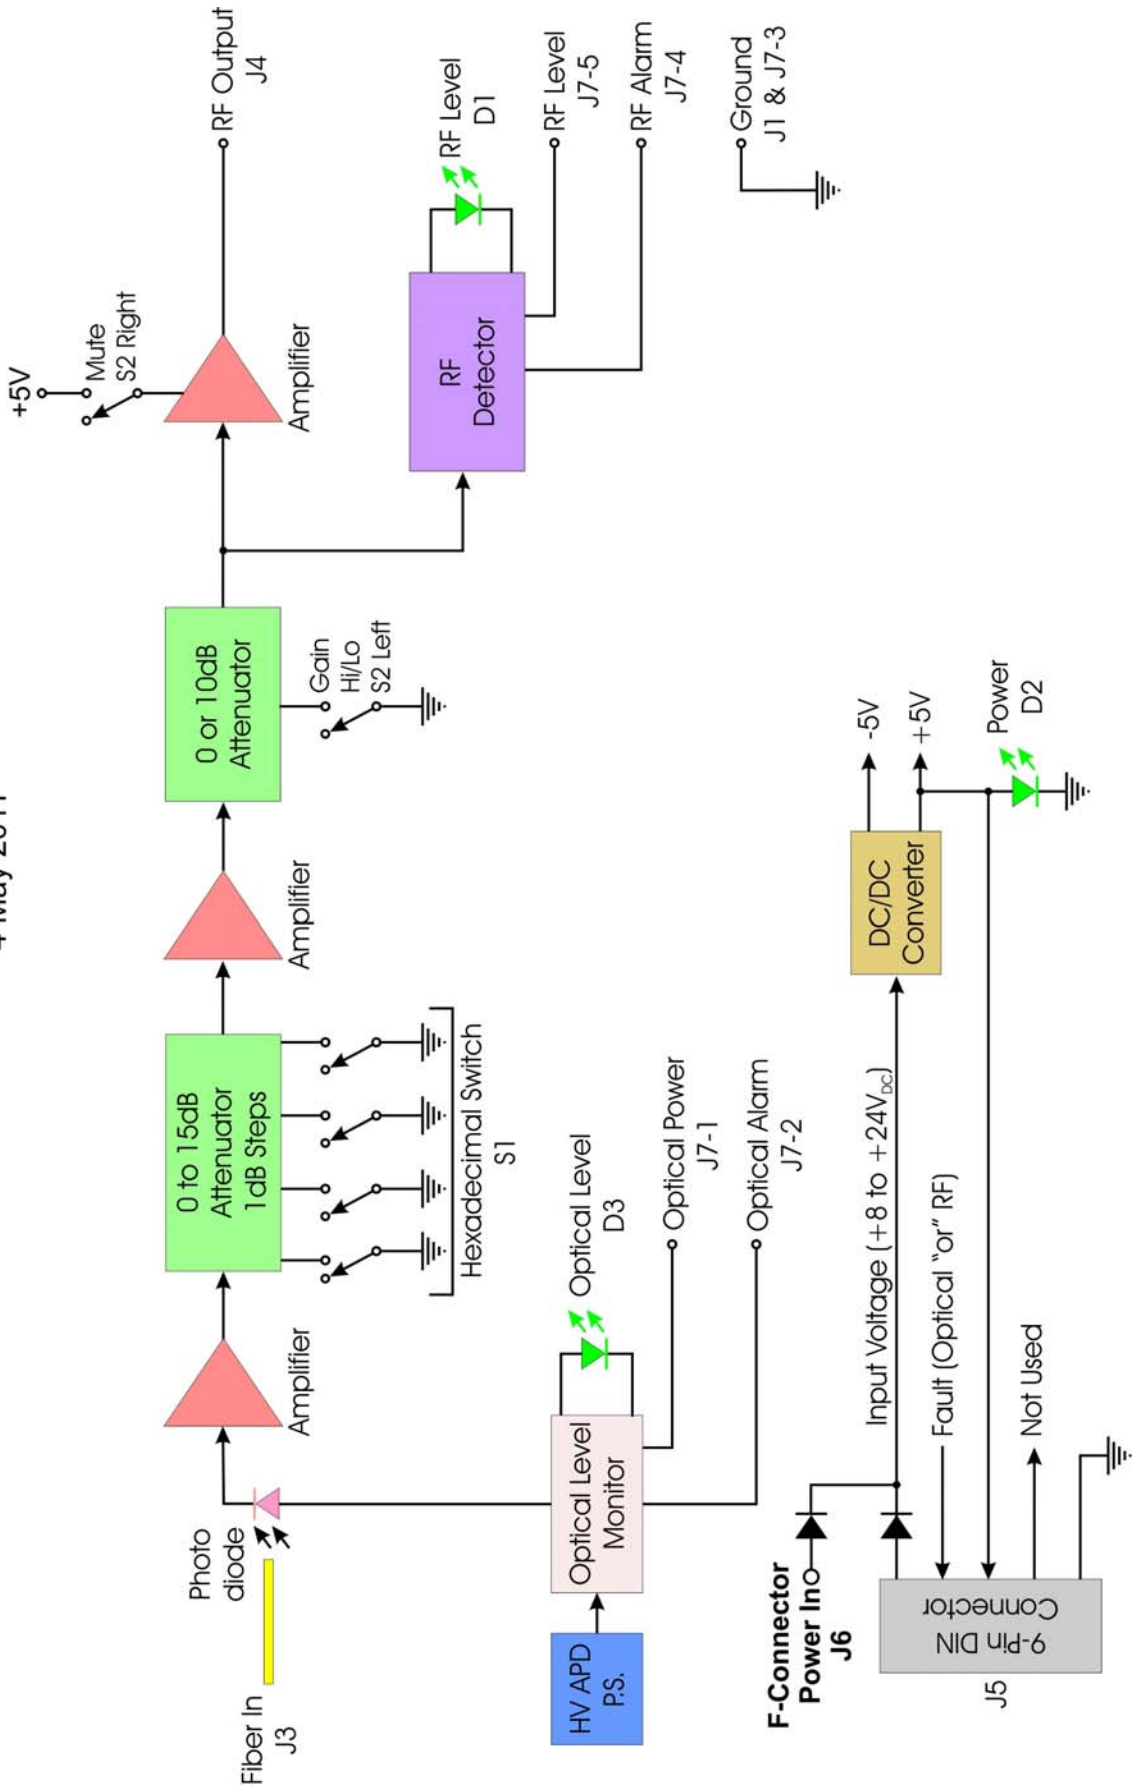 4 May 2011
Fiber In
J3
Photo
diode
Amplifier
0 to 15dB
Attenuator
1dB Steps
Hexadecimal Switch
S1
Amplifier
0 or 10dB
Attenuator
Gain
Hi/Lo
S2 Left
+5V
Mute
S2 Right
Amplifier
RF Output
J4
RF
Detector
RF Level
D1
RF Level
J7-5
RF Alarm
J7-4
Ground
J1 & J7-3
HV APD
P.S.
Optical Level
Monitor
Optical Level
D3
Optical Power
J7-1
Optical Alarm
J7-2
F-Connector
Power In
J6
Input Voltage (+8 to +24VDC)
DC/DC
Converter
-5V
+5V
Power
D2
Fault (Optical "or" RF)
Not Used
9-Pin DIN
Connector
J5